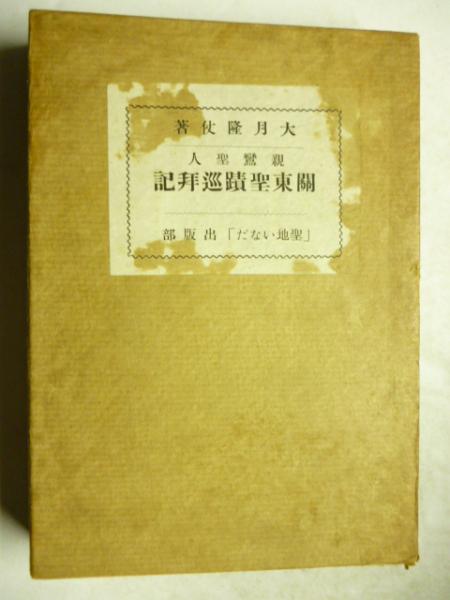 大月隆仗著
親鸞聖人
關東聖蹟巡拜記
「聖地いなだ」出版部